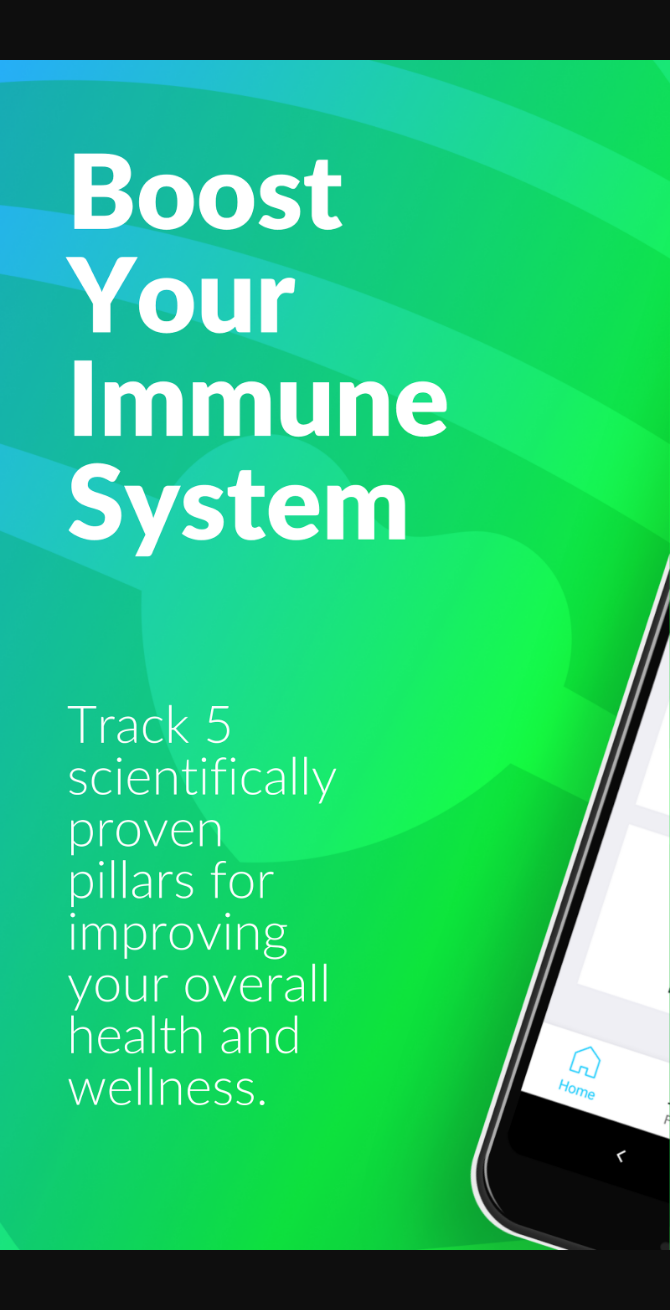 Boost
Your
Immune
System
Track 5
scientifically
proven
pillars for
improving
your overall
health and
wellness.
Home